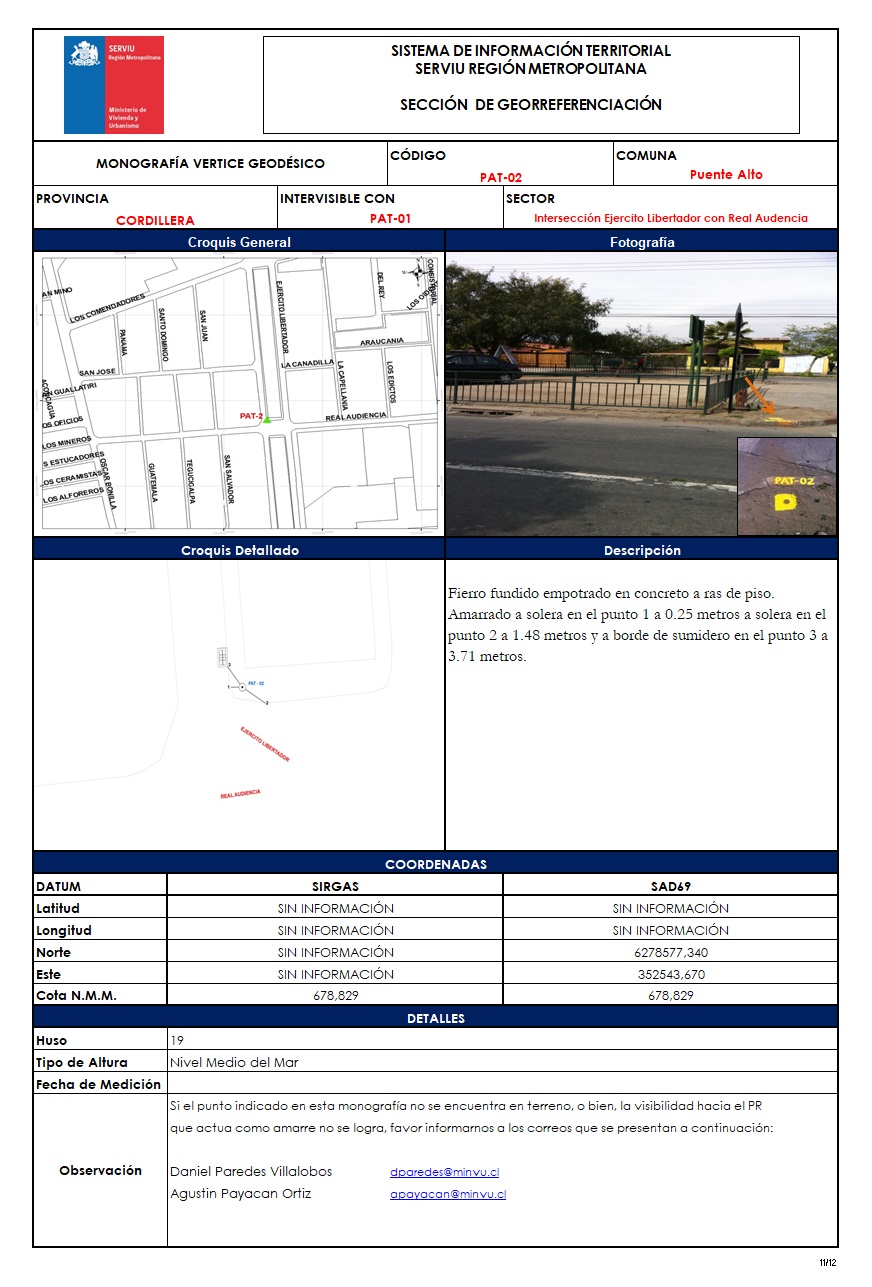 SERVIU
Región Metropolitana
Ministerio de
Vivienda y
Urbanismo
SISTEMA DE INFORMACIÓN TERRITORIAL
SERVIU REGIÓN METROPOLITANA
SECCIÓN DE GEORREFERENCIACIÓN
MONOGRAFÍA VERTICE GEODÉSICO
CÓDIGO
PAT-02
COMUNA
Puente Alto
PROVINCIA
CORDILLERA
INTERVISIBLE CON
PAT-01
SECTOR
Intersección Ejercito Libertador con Real Audencia
Croquis General
Fotografía
AN MINO
LOS COMENDADORES
PANAMA
SANTO DOMINGO
SAN JUAN
EJERCITO LIBERTADOR
DEL REY
CONSISTORIAL
ARAUCANIA
LA CANADILLA
LA CAPELLANIA
LOS EDICTOS
SAN JOSE
GUALLATIRI
OS OFICIOS
PAT-2
REAL AUDIENCIA
LOS MINEROS
S ESTUCADORES
OS CERAMISTAS
LOS ALFOREROS
OSCAR BONILLA
GUATEMALA
TEGUCIGALPA
SAN SALVADOR
N
W
S
PAT-02
Croquis Detallado
Descripción
3
PAT - 02
1
2
EJERCITO LIBERTADOR
REAL AUDIENCIA
Fierro fundido empotrado en concreto a ras de piso.
Amarrado a solera en el punto 1 a 0.25 metros a solera en el
punto 2 a 1.48 metros y a borde de sumidero en el punto 3 a
3.71 metros.
COORDENADAS
DATUM SIRGAS SAD69
Latitud SIN INFORMACIÓN SIN INFORMACIÓN
Longitud SIN INFORMACIÓN SIN INFORMACIÓN
Norte SIN INFORMACIÓN 6278577,340
Este SIN INFORMACIÓN 352543,670
Cota N.M.M. 678,829 678,829
DETALLES
Huso 19
Tipo de Altura Nivel Medio del Mar
Fecha de Medición
Observación
Si el punto indicado en esta monografía no se encuentra en terreno, o bien, la visibilidad hacia el PR
que actua como amarre no se logra, favor informarnos a los correos que se presentan a continuación:
Daniel Paredes Villalobos dparedes@minvu.cl
Agustin Payacan Ortiz apayacan@minvu.cl
11/12